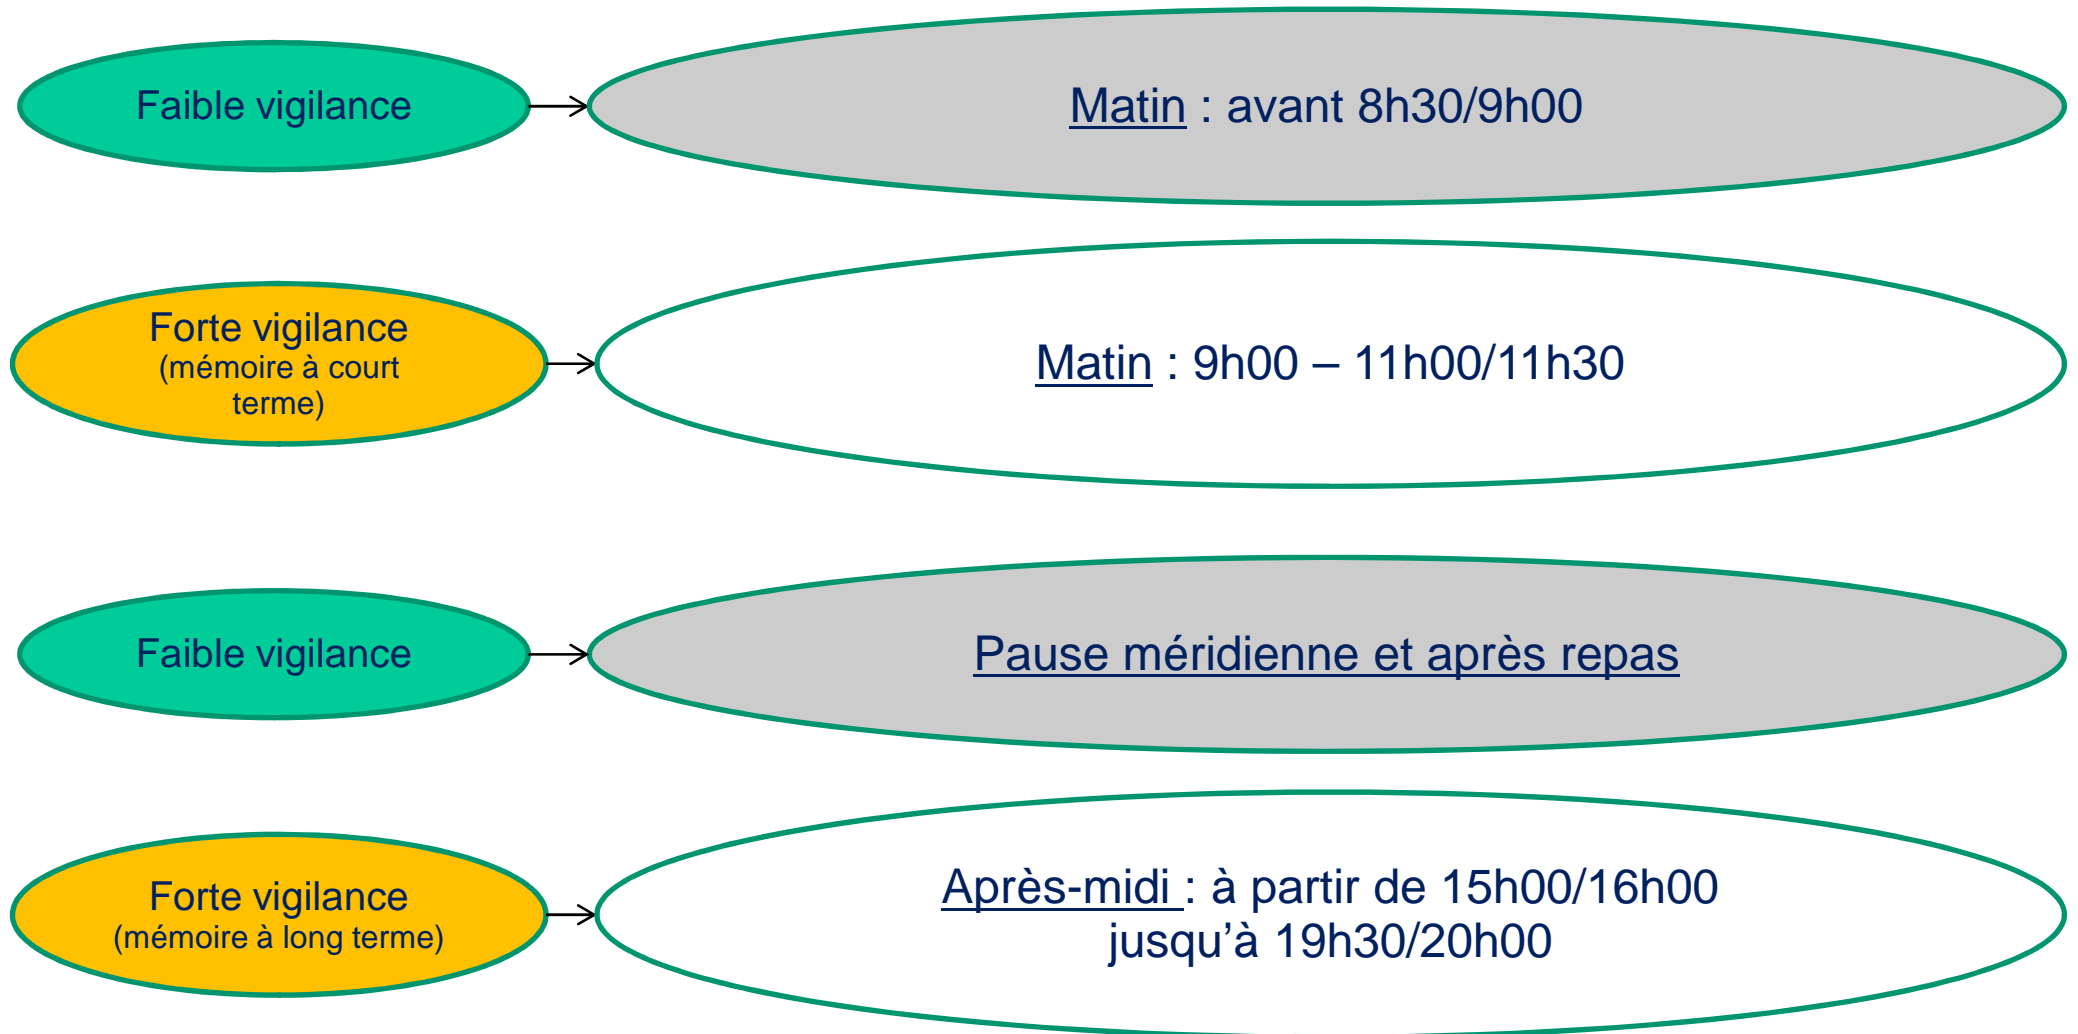 Faible vigilance
Matin : avant 8h30/9h00
Forte vigilance
(mémoire à court
terme)
Matin : 9h00 – 11h00/11h30
Faible vigilance
Pause méridienne et après repas
Forte vigilance
(mémoire à long terme)
Après-midi : à partir de 15h00/16h00
jusqu’à 19h30/20h00